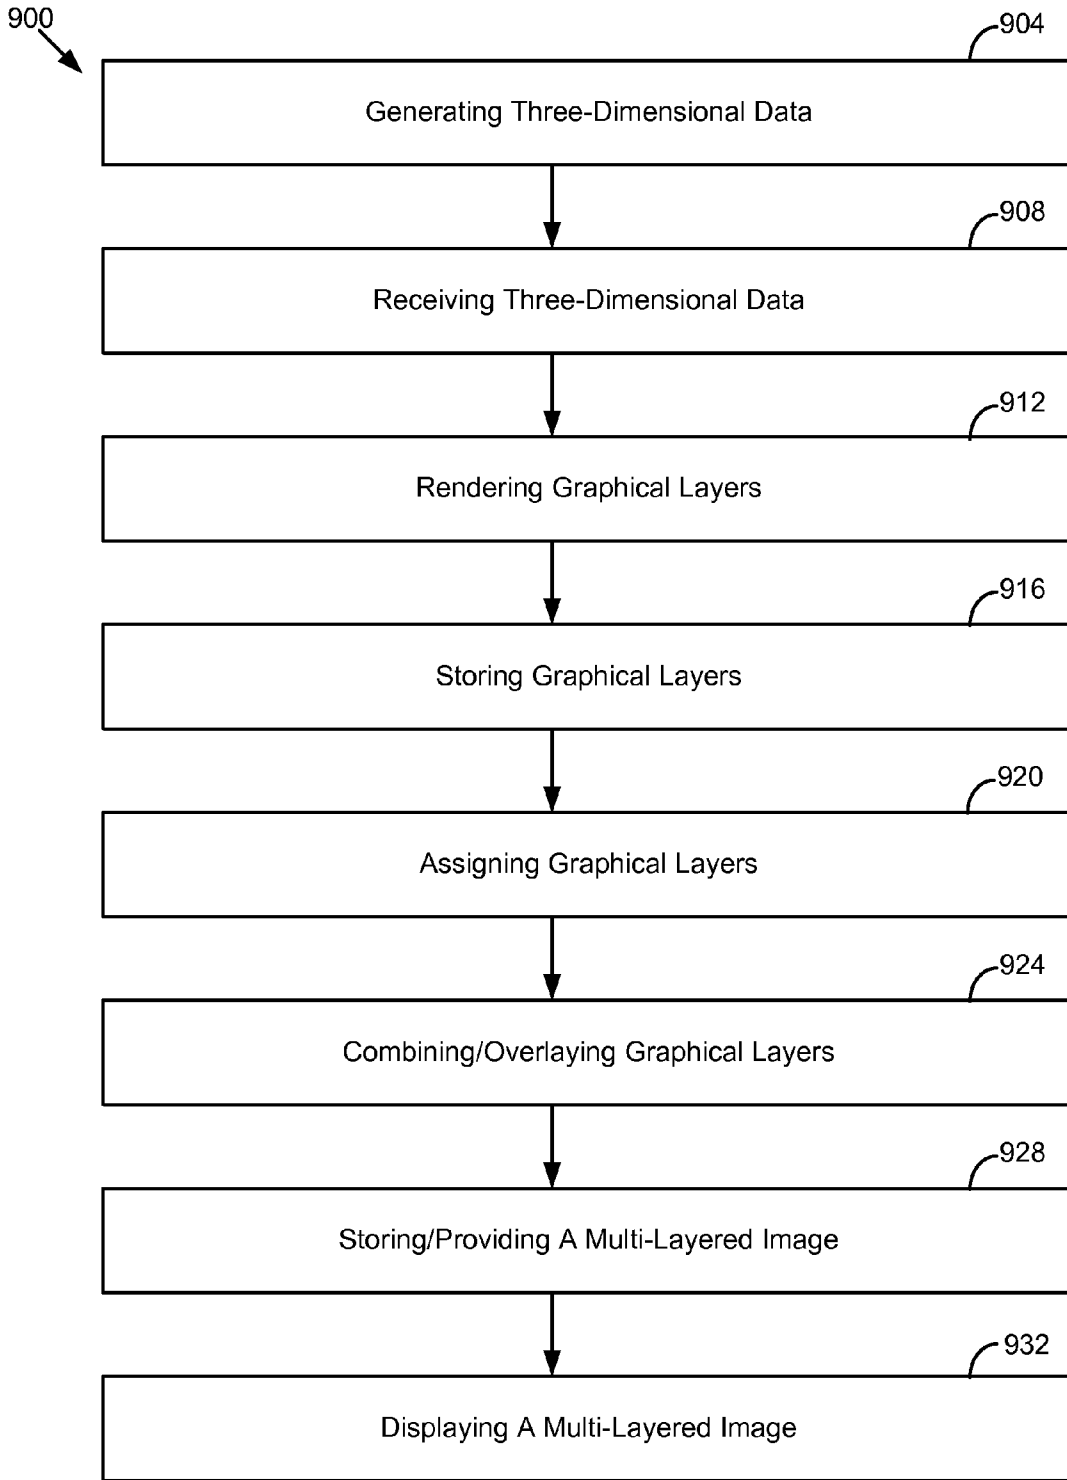 900
904
Generating Three-Dimensional Data
908
Receiving Three-Dimensional Data
912
Rendering Graphical Layers
916
Storing Graphical Layers
920
Assigning Graphical Layers
924
Combining/Overlaying Graphical Layers
928
Storing/Providing A Multi-Layered Image
932
Displaying A Multi-Layered Image